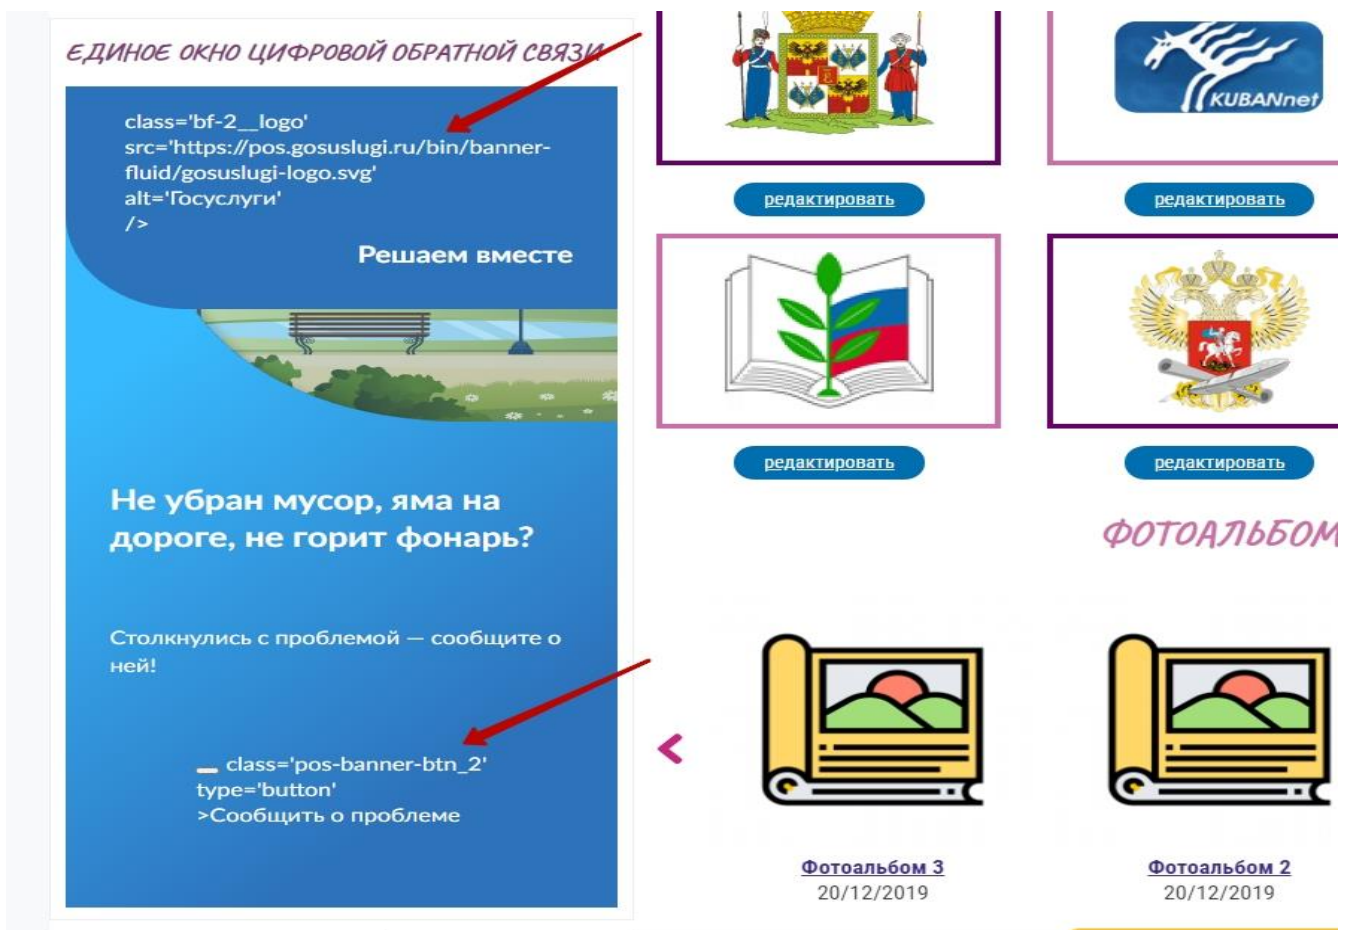 ЄДИНОЕ ОКНО ЦИФРОВОЙ ОБРАТНОЙ СВЯЗИ
class='bf-2__logo'
src='https://pos.gosuslugi.ru/bin/banner-
fluid/gosuslugi-logo.svg'
alt='Госуслуги'
/>
Решаем вместе
Не убран мусор, яма на
дороге, не горит фонарь?
Столкнулись с проблемой — сообщите о
ней!
class='pos-banner-btn_2'
type='button'
>Сообщить о проблеме
KUBANnet
редактировать
редактировать
редактировать
редактировать
ФОТОАЛЬБОМ
Фотоальбом 3
20/12/2019
Фотоальбом 2
20/12/2019